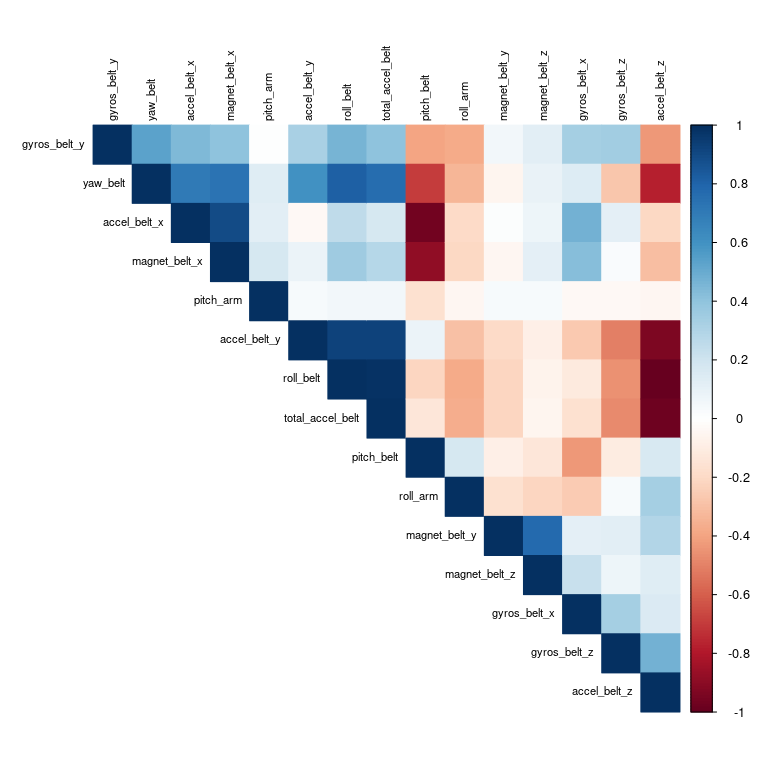 gyros_belt_y
yaw_belt
accel_belt_x
magnet_belt_x
pitch_arm
accel_belt_y
roll_belt
total_accel_belt
pitch_belt
roll_arm
magnet_belt_y
magnet_belt_z
gyros_belt_x
gyros_belt_z
accel_belt_z
gyros_belt_y
yaw_belt
accel_belt_x
magnet_belt_x
pitch_arm
accel_belt_y
roll_belt
total_accel_belt
pitch_belt
roll_arm
magnet_belt_y
magnet_belt_z
gyros_belt_x
gyros_belt_z
accel_belt_z
1
0.8
0.6
0.4
0.2
0
-0.2
-0.4
-0.6
-0.8
-1